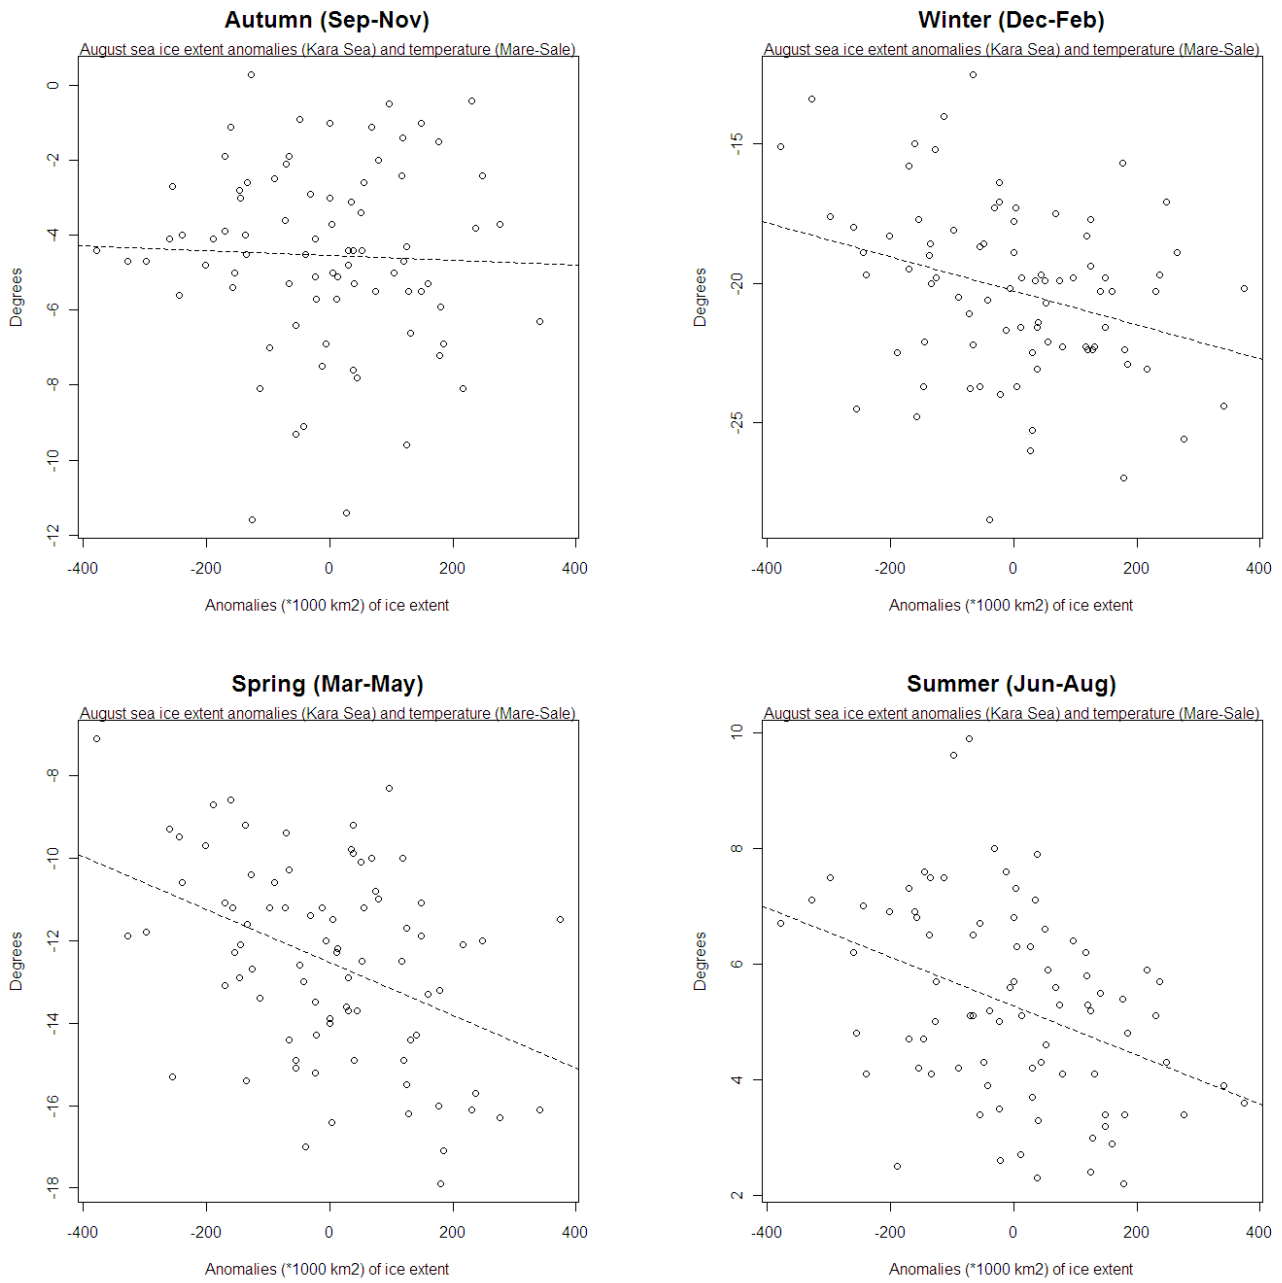 Autumn (Sep-Nov)
August sea ice extent anomalies (Kara Sea) and temperature (Mare-Sale)
Degrees
0
-2
-4
-6
-8
-10
-12
-400 -200 0 200 400
Anomalies (*1000 km2) of ice extent
Winter (Dec-Feb)
August sea ice extent anomalies (Kara Sea) and temperature (Mare-Sale)
Degrees
-15
-20
-25
-400 -200 0 200 400
Anomalies (*1000 km2) of ice extent
Spring (Mar-May)
August sea ice extent anomalies (Kara Sea) and temperature (Mare-Sale)
Degrees
-8
-10
-12
-14
-16
-18
-400 -200 0 200 400
Anomalies (*1000 km2) of ice extent
Summer (Jun-Aug)
August sea ice extent anomalies (Kara Sea) and temperature (Mare-Sale)
Degrees
10
8
6
4
2
-400 -200 0 200 400
Anomalies (*1000 km2) of ice extent